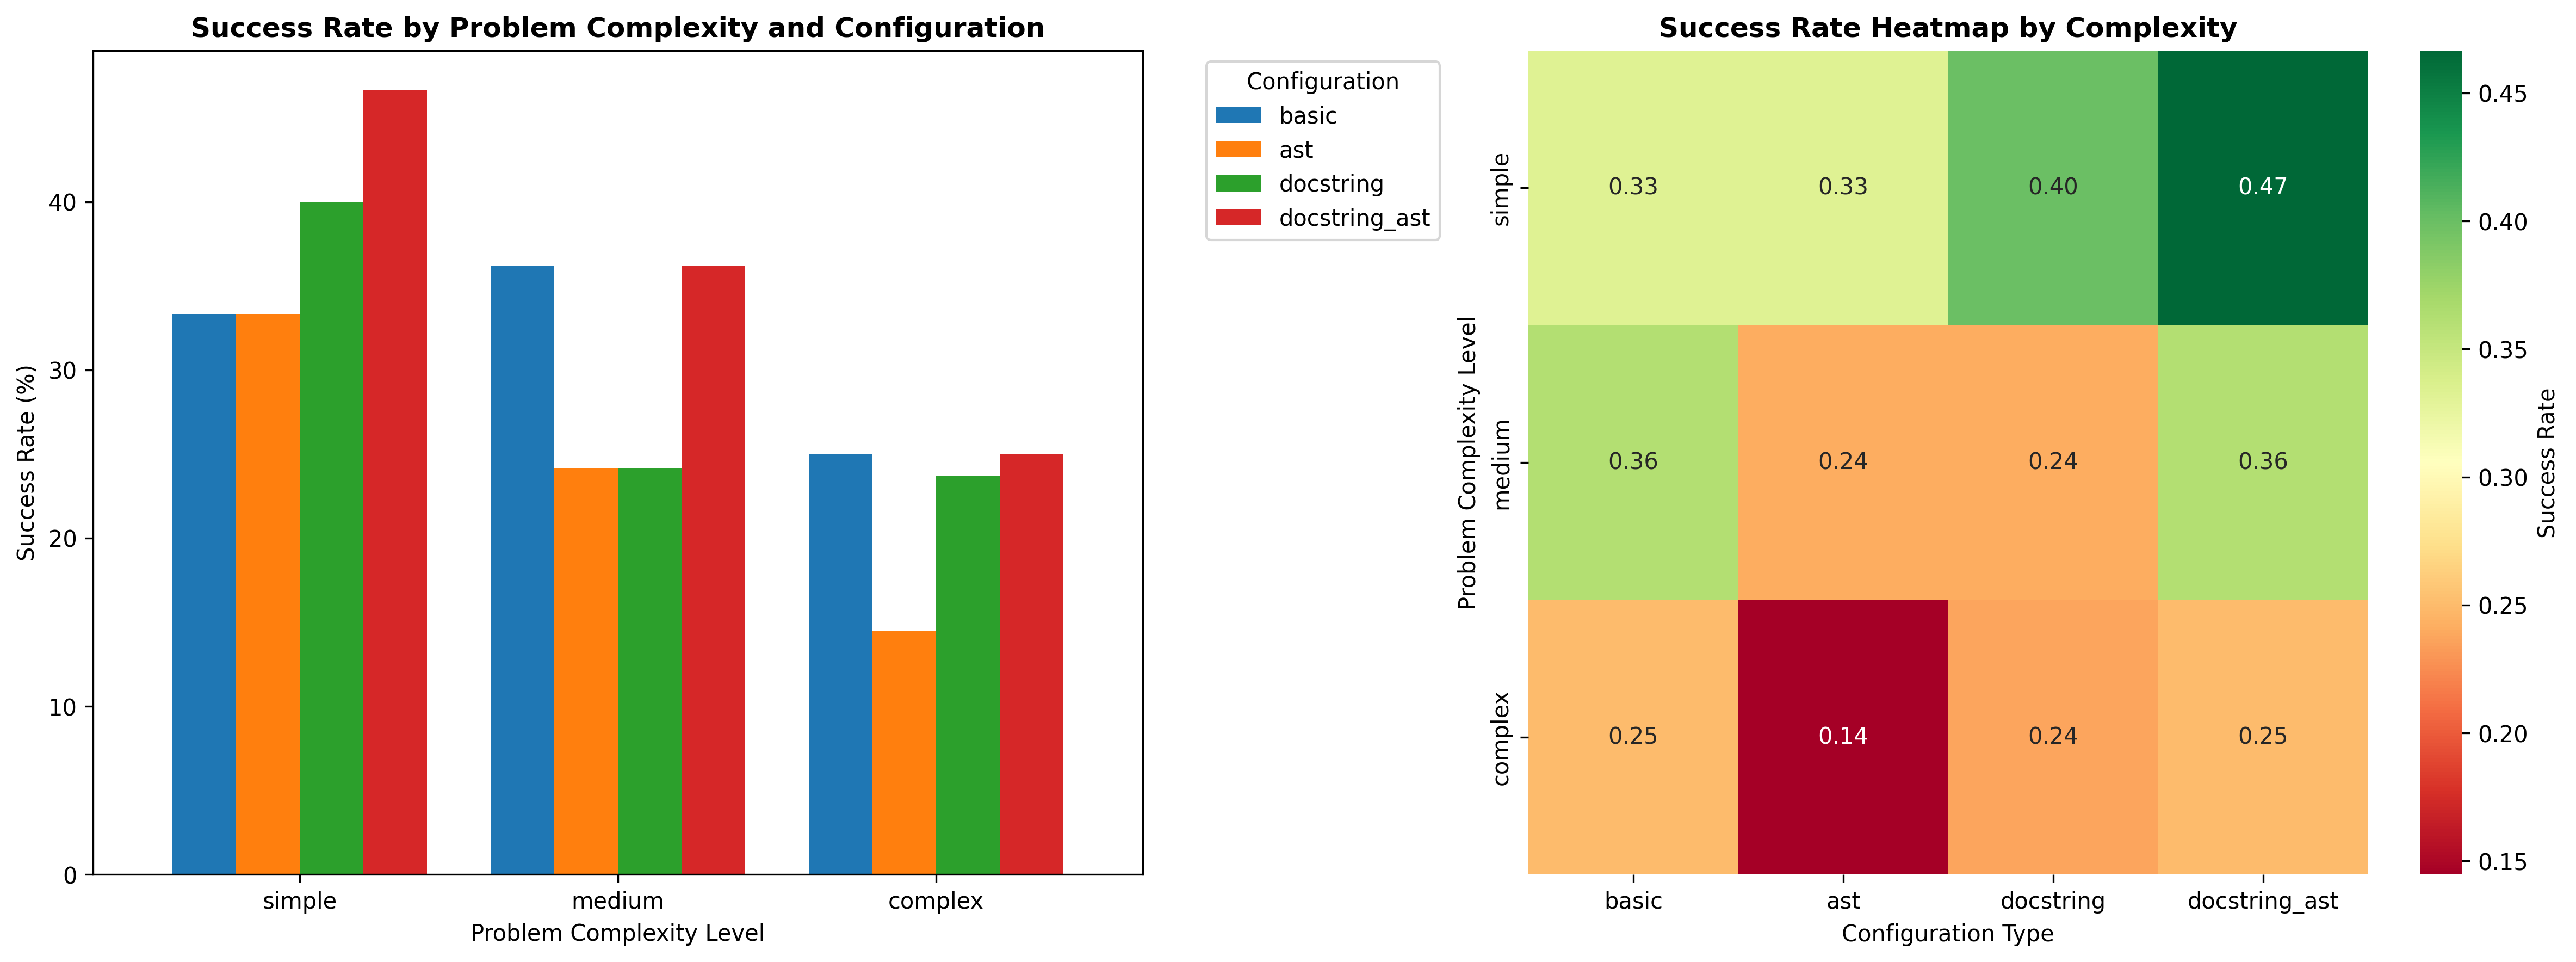 Success Rate by Problem Complexity and Configuration
Success Rate (%)
40
30
20
10
0
simple
medium
complex
Problem Complexity Level
Configuration
basic
ast
docstring
docstring_ast
Success Rate Heatmap by Complexity
Problem Complexity Level
simple
0.33
0.33
0.40
0.47
medium
0.36
0.24
0.24
0.36
complex
0.25
0.14
0.24
0.25
basic
ast
docstring
docstring_ast
Configuration Type
0.45
0.40
0.35
0.30
0.25
0.20
0.15
Success Rate